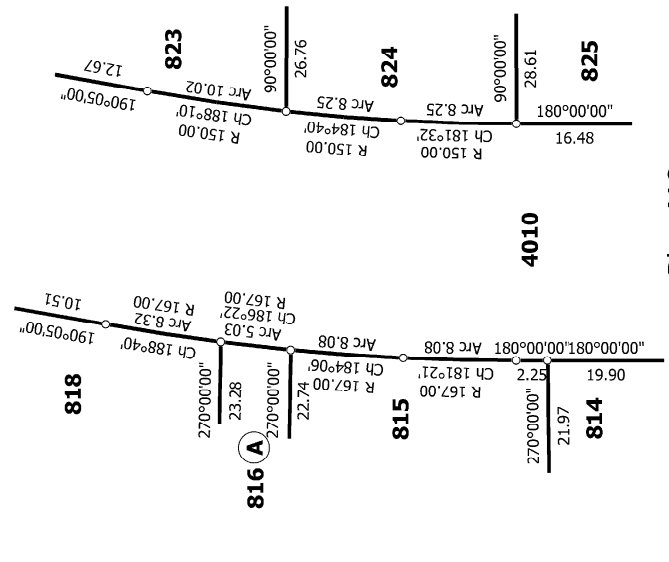 823
824
825
12.67
190°05'00"
Arc 10.02
Ch 188°10'
R 150.00
90°00'00"
26.76
Arc 8.25
Ch 184°40'
R 150.00
Arc 8.25
Ch 181°32'
R 150.00
90°00'00"
28.61
180°00'00"
16.48
4010
10.51
190°05'00"
R 167.00
Arc 8.32
Ch 188°40'
R 167.00
Ch 186°22'
Arc 5.03
Arc 8.08
Ch 184°06'
R 167.00
Arc 8.08
Ch 181°21'
R 167.00
180°00'00"
2.25
180°00'00"
19.90
270°00'00"
23.28
270°00'00"
22.74
270°00'00"
21.97
818
816
A
815
814